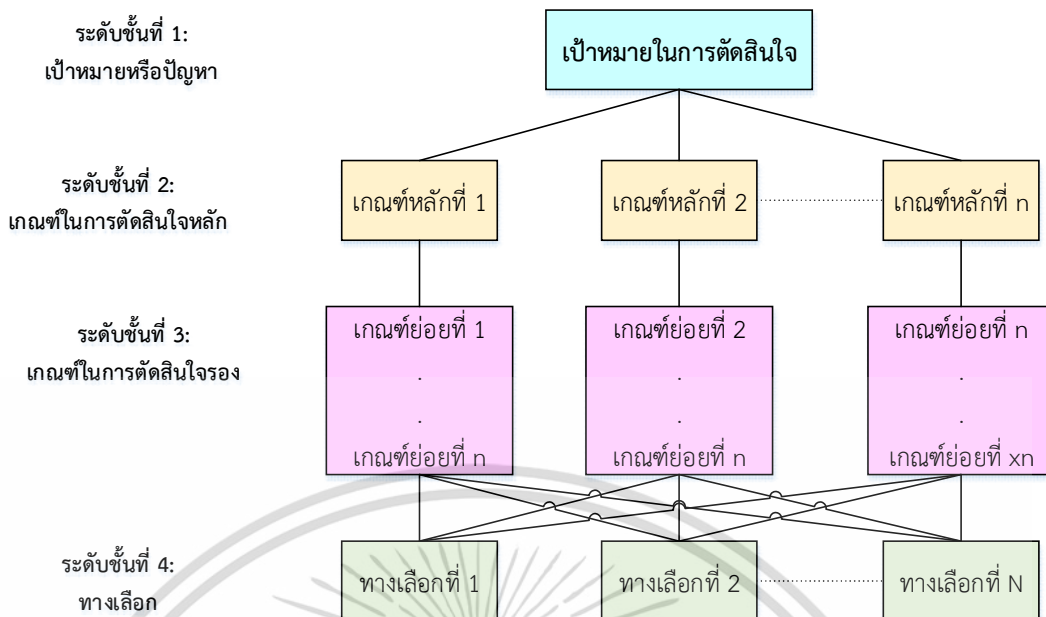 ระดับชั้นที่ 1:
เป้าหมายหรือปัญหา
เป้าหมายในการตัดสินใจ
ระดับชั้นที่ 2:
เกณฑ์ในการตัดสินใจหลัก
เกณฑ์หลักที่ 1
เกณฑ์หลักที่ 2
เกณฑ์หลักที่ n
ระดับชั้นที่ 3:
เกณฑ์ในการตัดสินใจรอง
เกณฑ์ย่อยที่ 1
.
.
เกณฑ์ย่อยที่ n
เกณฑ์ย่อยที่ 2
.
.
เกณฑ์ย่อยที่ n
เกณฑ์ย่อยที่ n
.
.
เกณฑ์ย่อยที่ xn
ระดับชั้นที่ 4:
ทางเลือก
ทางเลือกที่ 1
ทางเลือกที่ 2
ทางเลือกที่ N